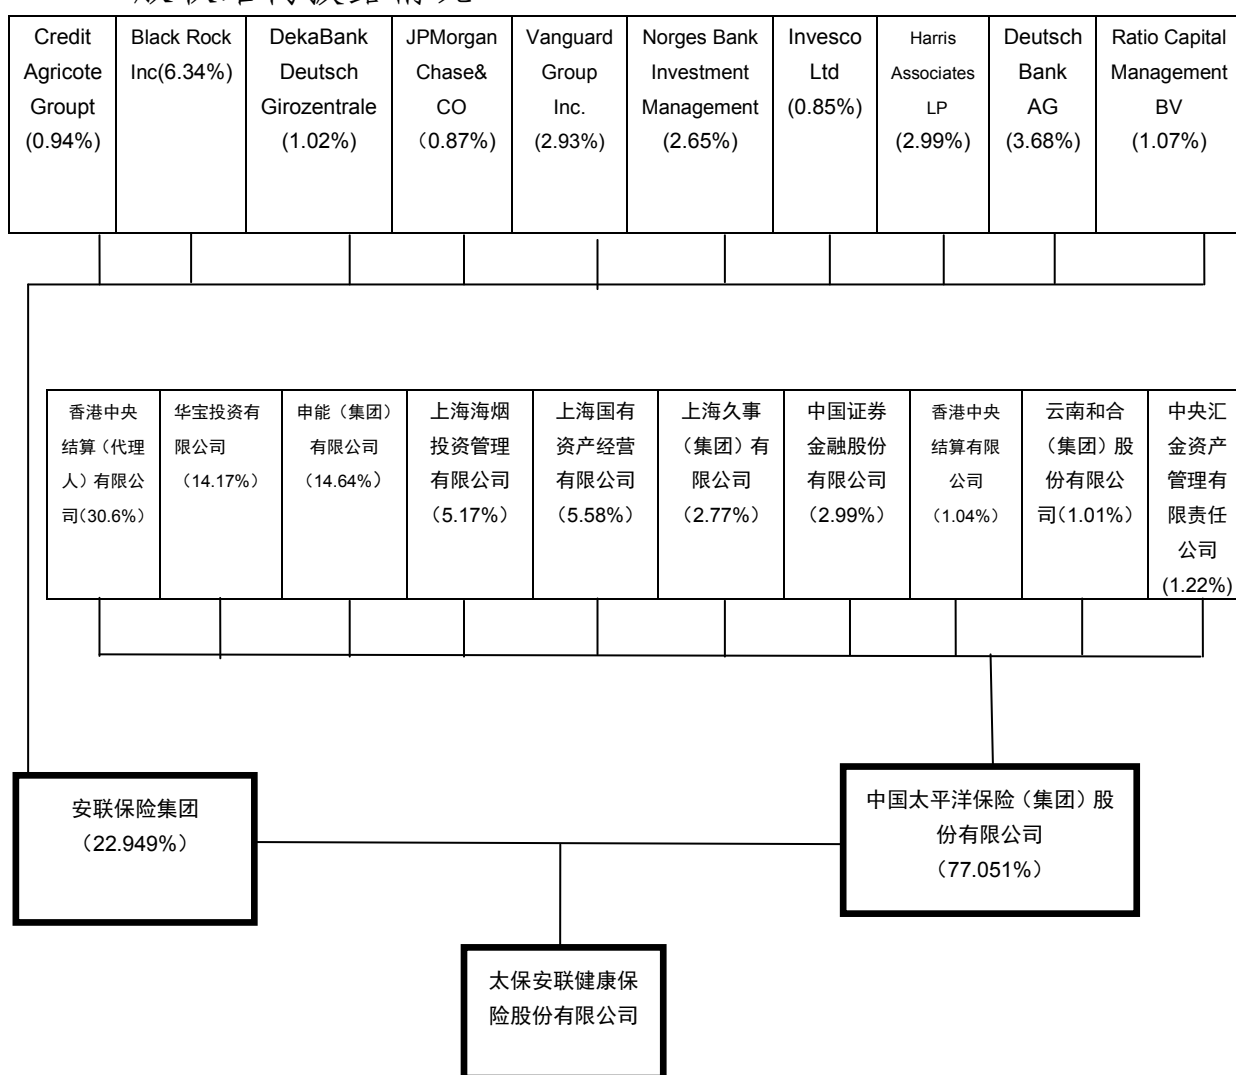 Credit
Agricote
Groupt
(0.94%)
Black Rock
Inc(6.34%)
DekaBank
Deutsch
Girozentrale
(1.02%)
JPMorgan
Chase&
CO
(0.87%)
Vanguard
Group
Inc.
(2.93%)
Norges Bank
Investment
Management
(2.65%)
Invesco
Ltd
(0.85%)
Harris
Associates
LP
(2.99%)
Deutsch
Bank
AG
(3.68%)
Ratio Capital
Management
BV
(1.07%)
香港中央
结算（代理
人）有限公
司(30.6%)
华宝投资有
限公司
（14.17%）
申能（集团）
有限公司
（14.64%）
上海海烟
投资管理
有限公司
（5.17%）
上海国有
资产经营
有限公司
（5.58%）
上海久事
（集团）有
限公司
（2.77%）
中国证券
金融股份
有限公司
（2.99%）
香港中央
结算有限
公司
（1.04%）
云南和合
（集团）股
份有限公
司(1.01%)
中央汇
金资产
管理有
限责任
公司
(1.22%)
安联保险集团
（22.949%）
中国太平洋保险（集团）股
份有限公司
（77.051%）
太保安联健康保
险股份有限公司